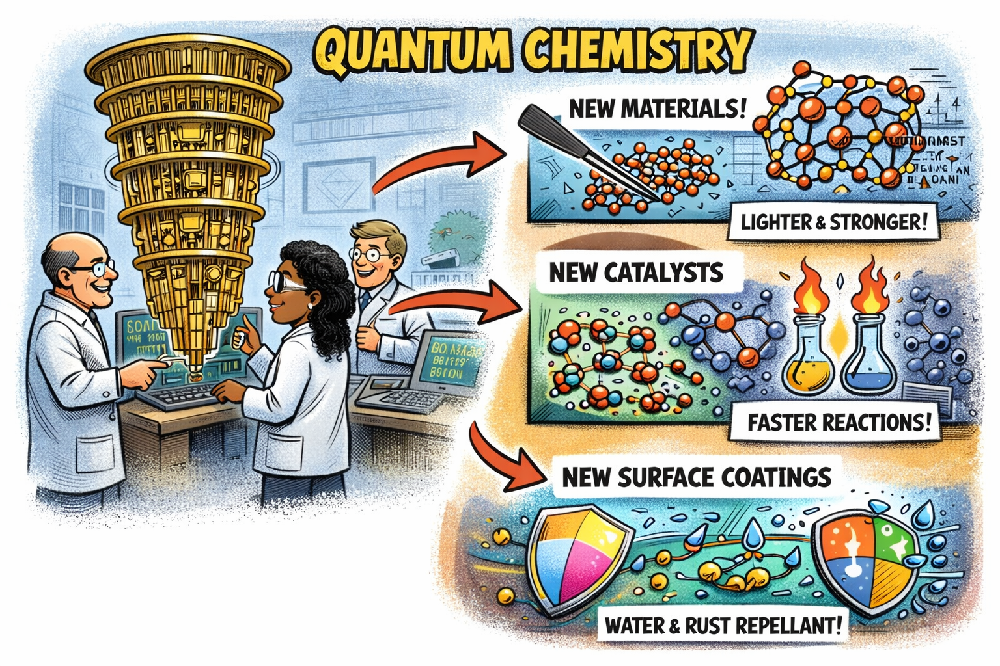 QUANTUM CHEMISTRY
NEW MATERIALS!
LIGHTER & STRONGER!
NEW CATALYSTS
FASTER REACTIONS!
NEW SURFACE COATINGS
WATER & RUST REPELLANT!